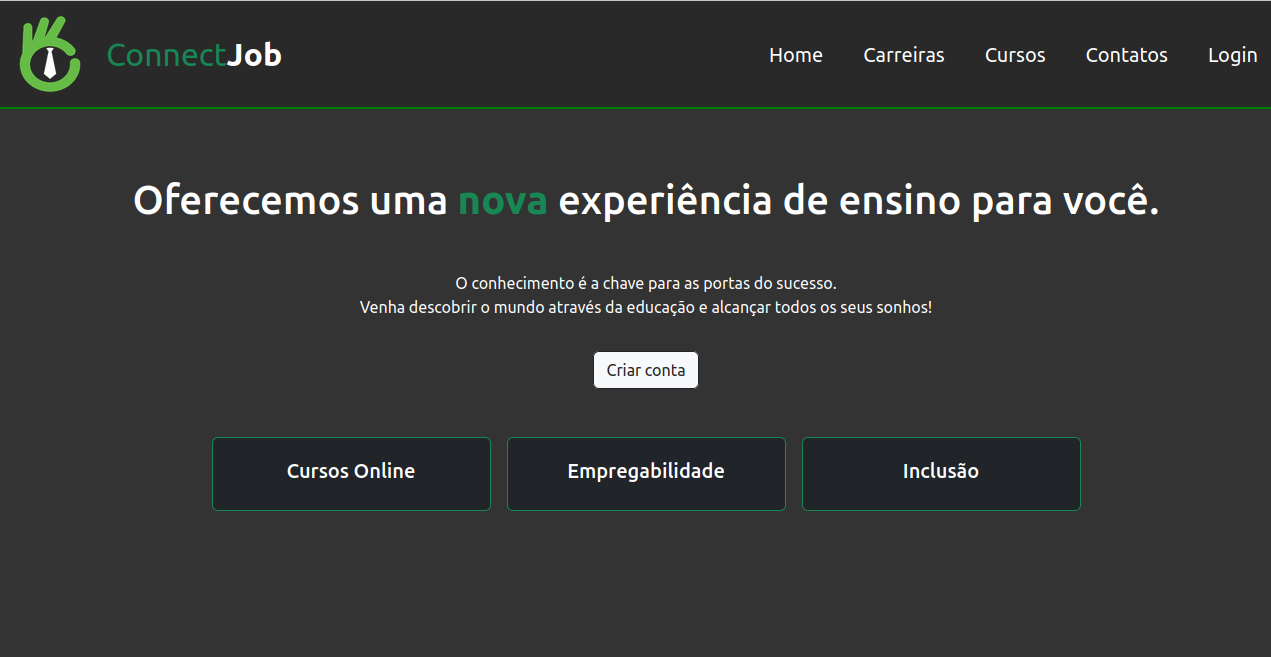 ConnectJob
Home Carreiras Cursos Contatos Login
Oferecemos uma nova experiência de ensino para você.
O conhecimento é a chave para as portas do sucesso.
Venha descobrir o mundo através da educação e alcançar todos os seus sonhos!
Criar conta
Cursos Online
Empregabilidade
Inclusão